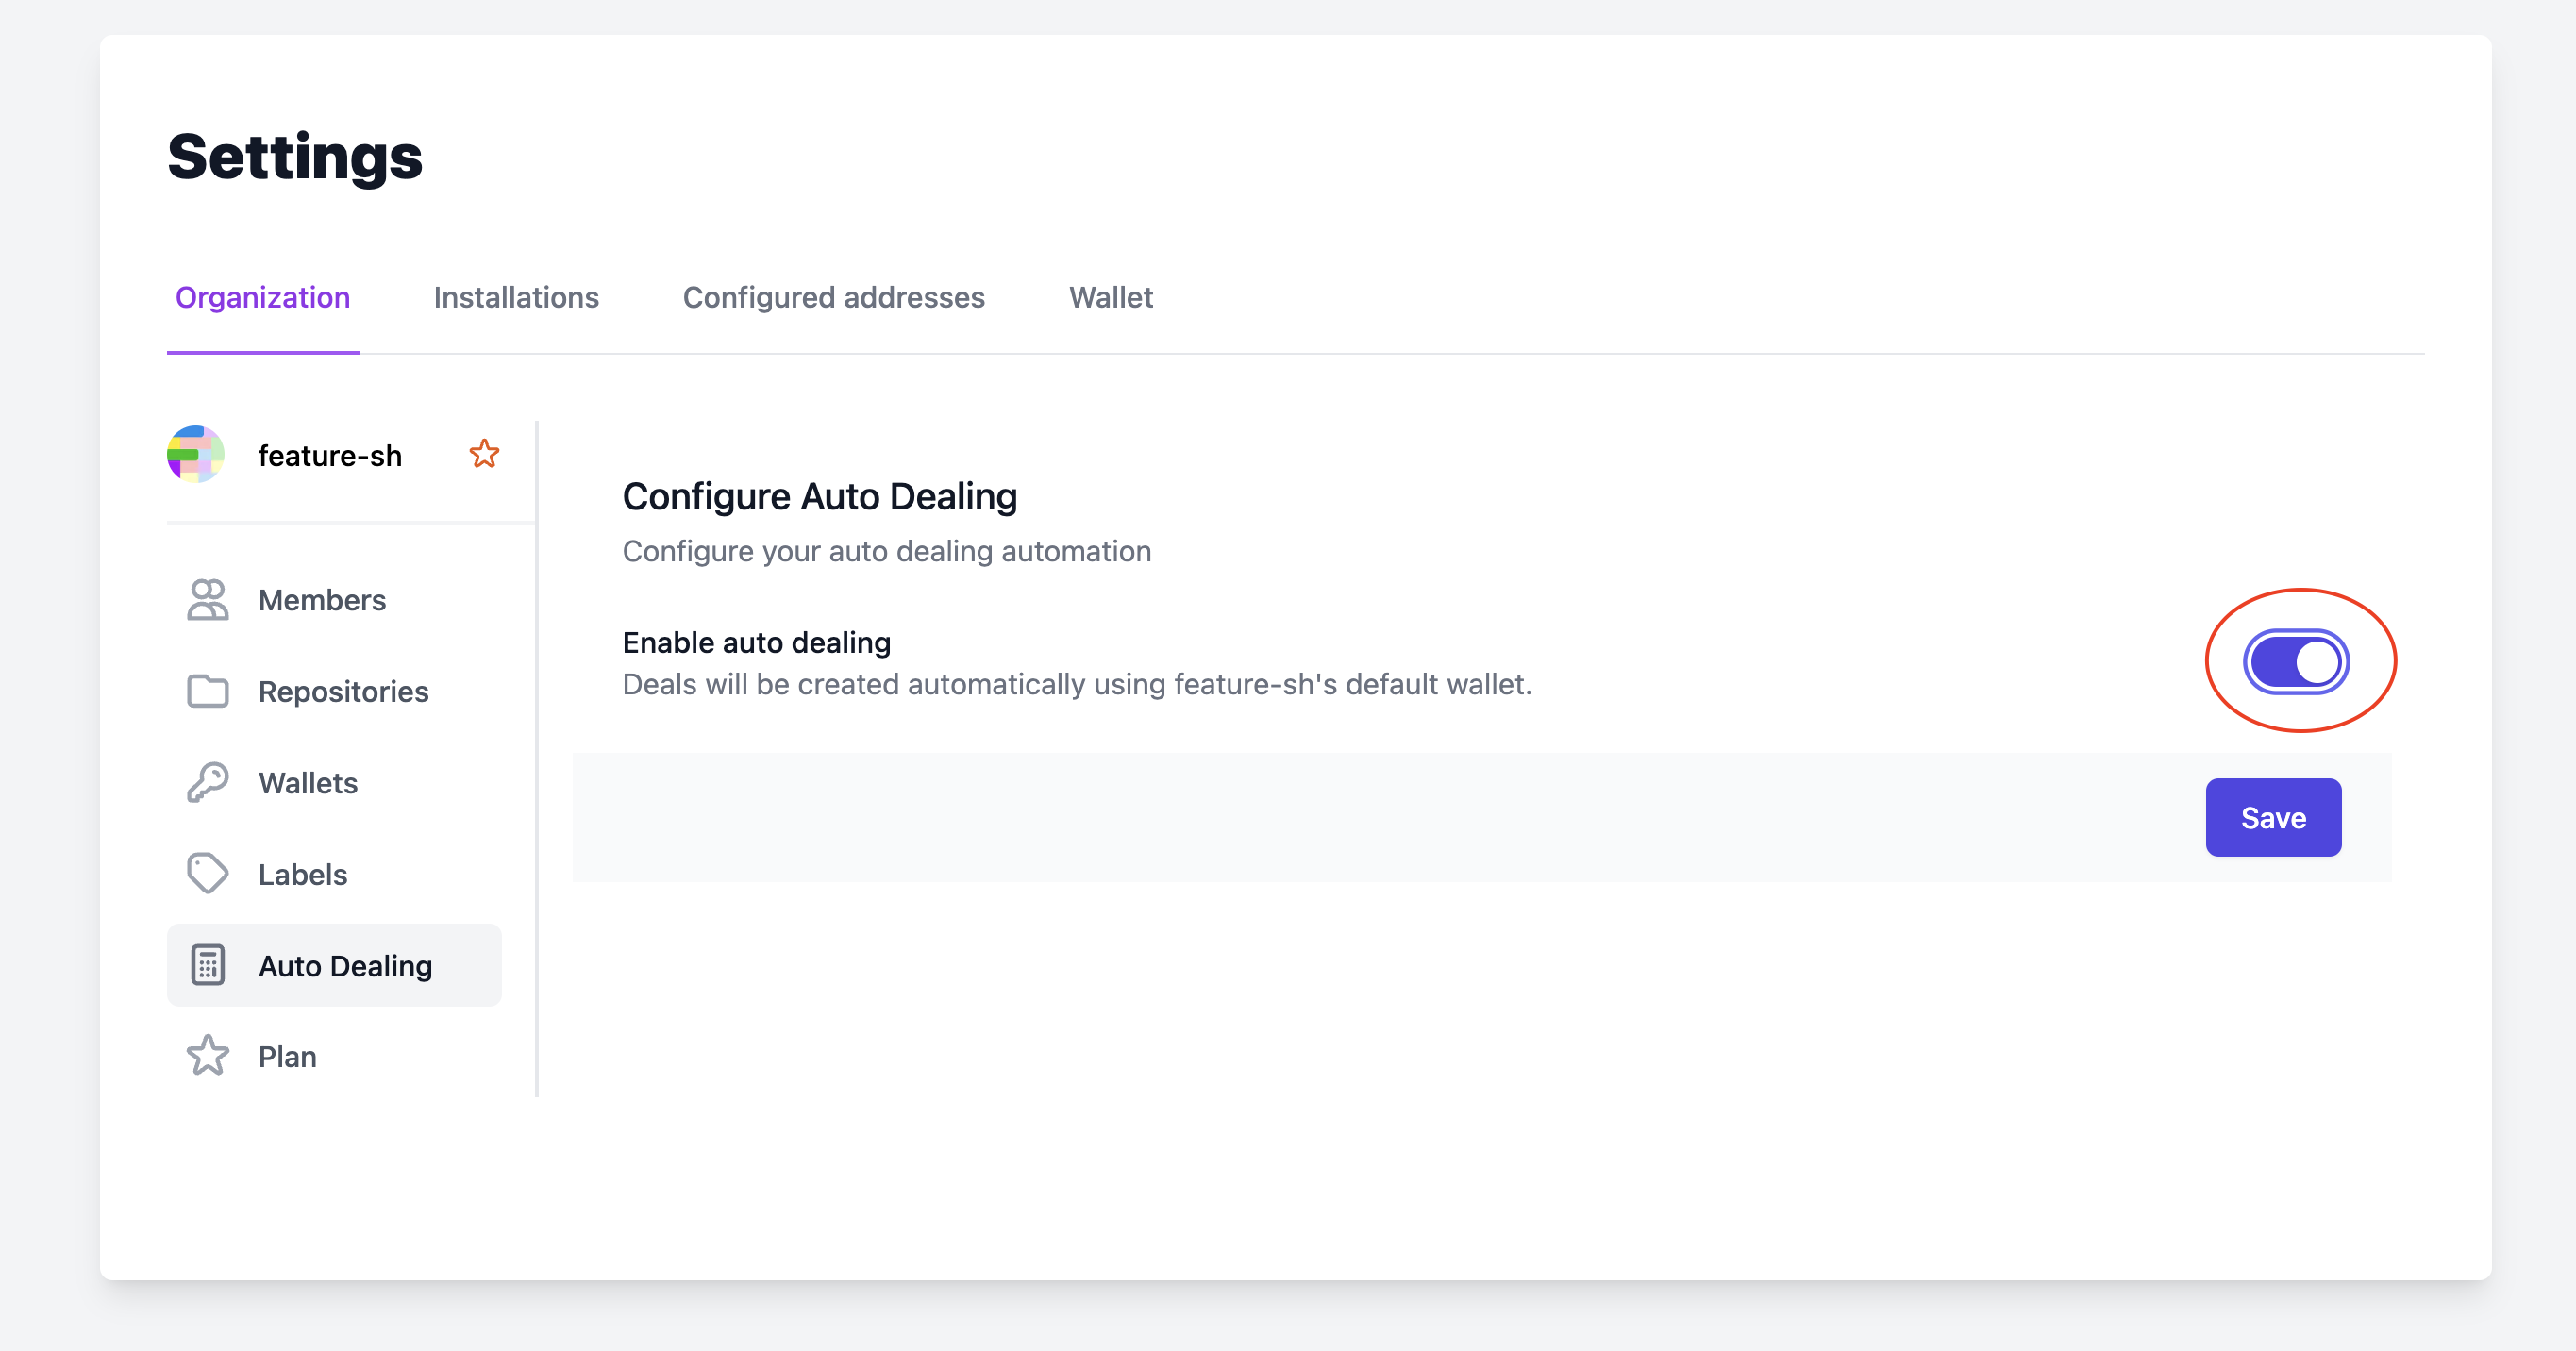 Settings
Organization
Installations
Configured addresses
Wallet
feature-sh
Members
Repositories
Wallets
Labels
Auto Dealing
Plan
Configure Auto Dealing
Configure your auto dealing automation
Enable auto dealing
Deals will be created automatically using feature-sh's default wallet.
Save